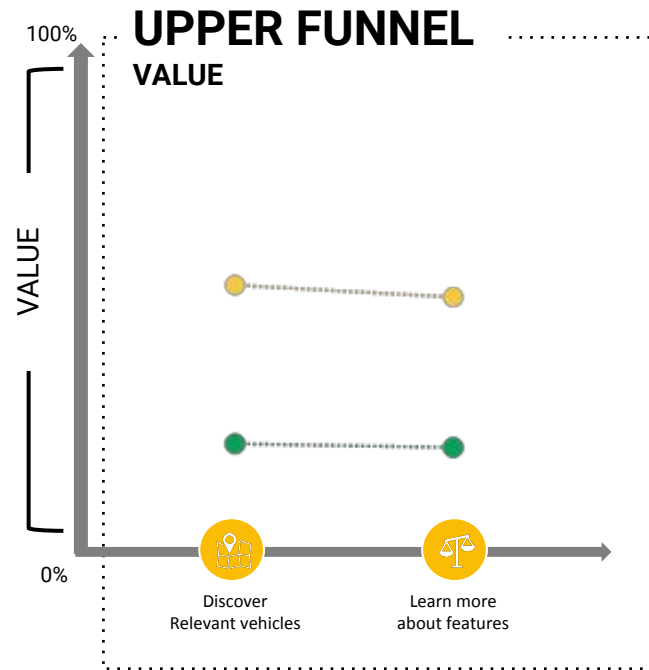 100%
UPPER FUNNEL
VALUE
VALUE
0%
Discover
Relevant vehicles
Learn more
about features